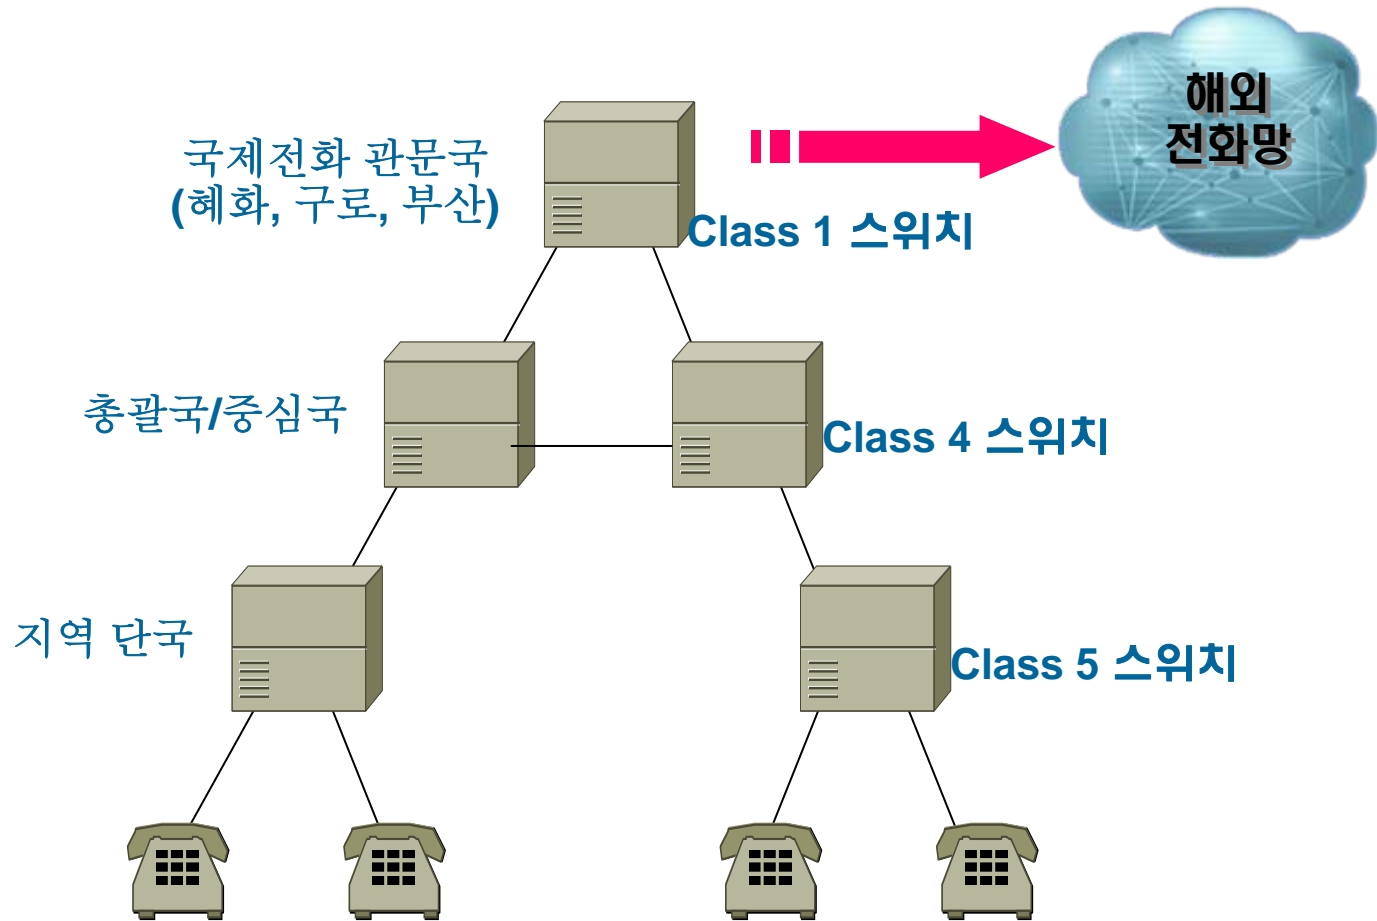 해외
전화망
국제전화 관문국
(혜화, 구로, 부산)
Class 1 스위치
총괄국/중심국
Class 4 스위치
지역 단국
Class 5 스위치